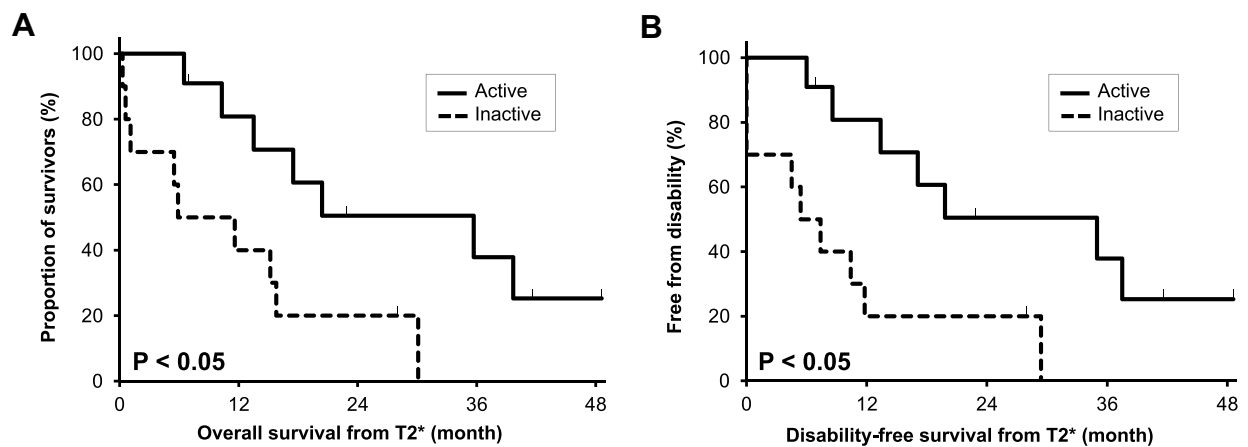 A
Proportion of survivors (%)
100
80
60
40
20
0
Active
Inactive
P < 0.05
0 12 24 36 48
Overall survival from T2* (month)
B
Free from disability (%)
100
80
60
40
20
0
Active
Inactive
P < 0.05
0 12 24 36 48
Disability-free survival from T2* (month)